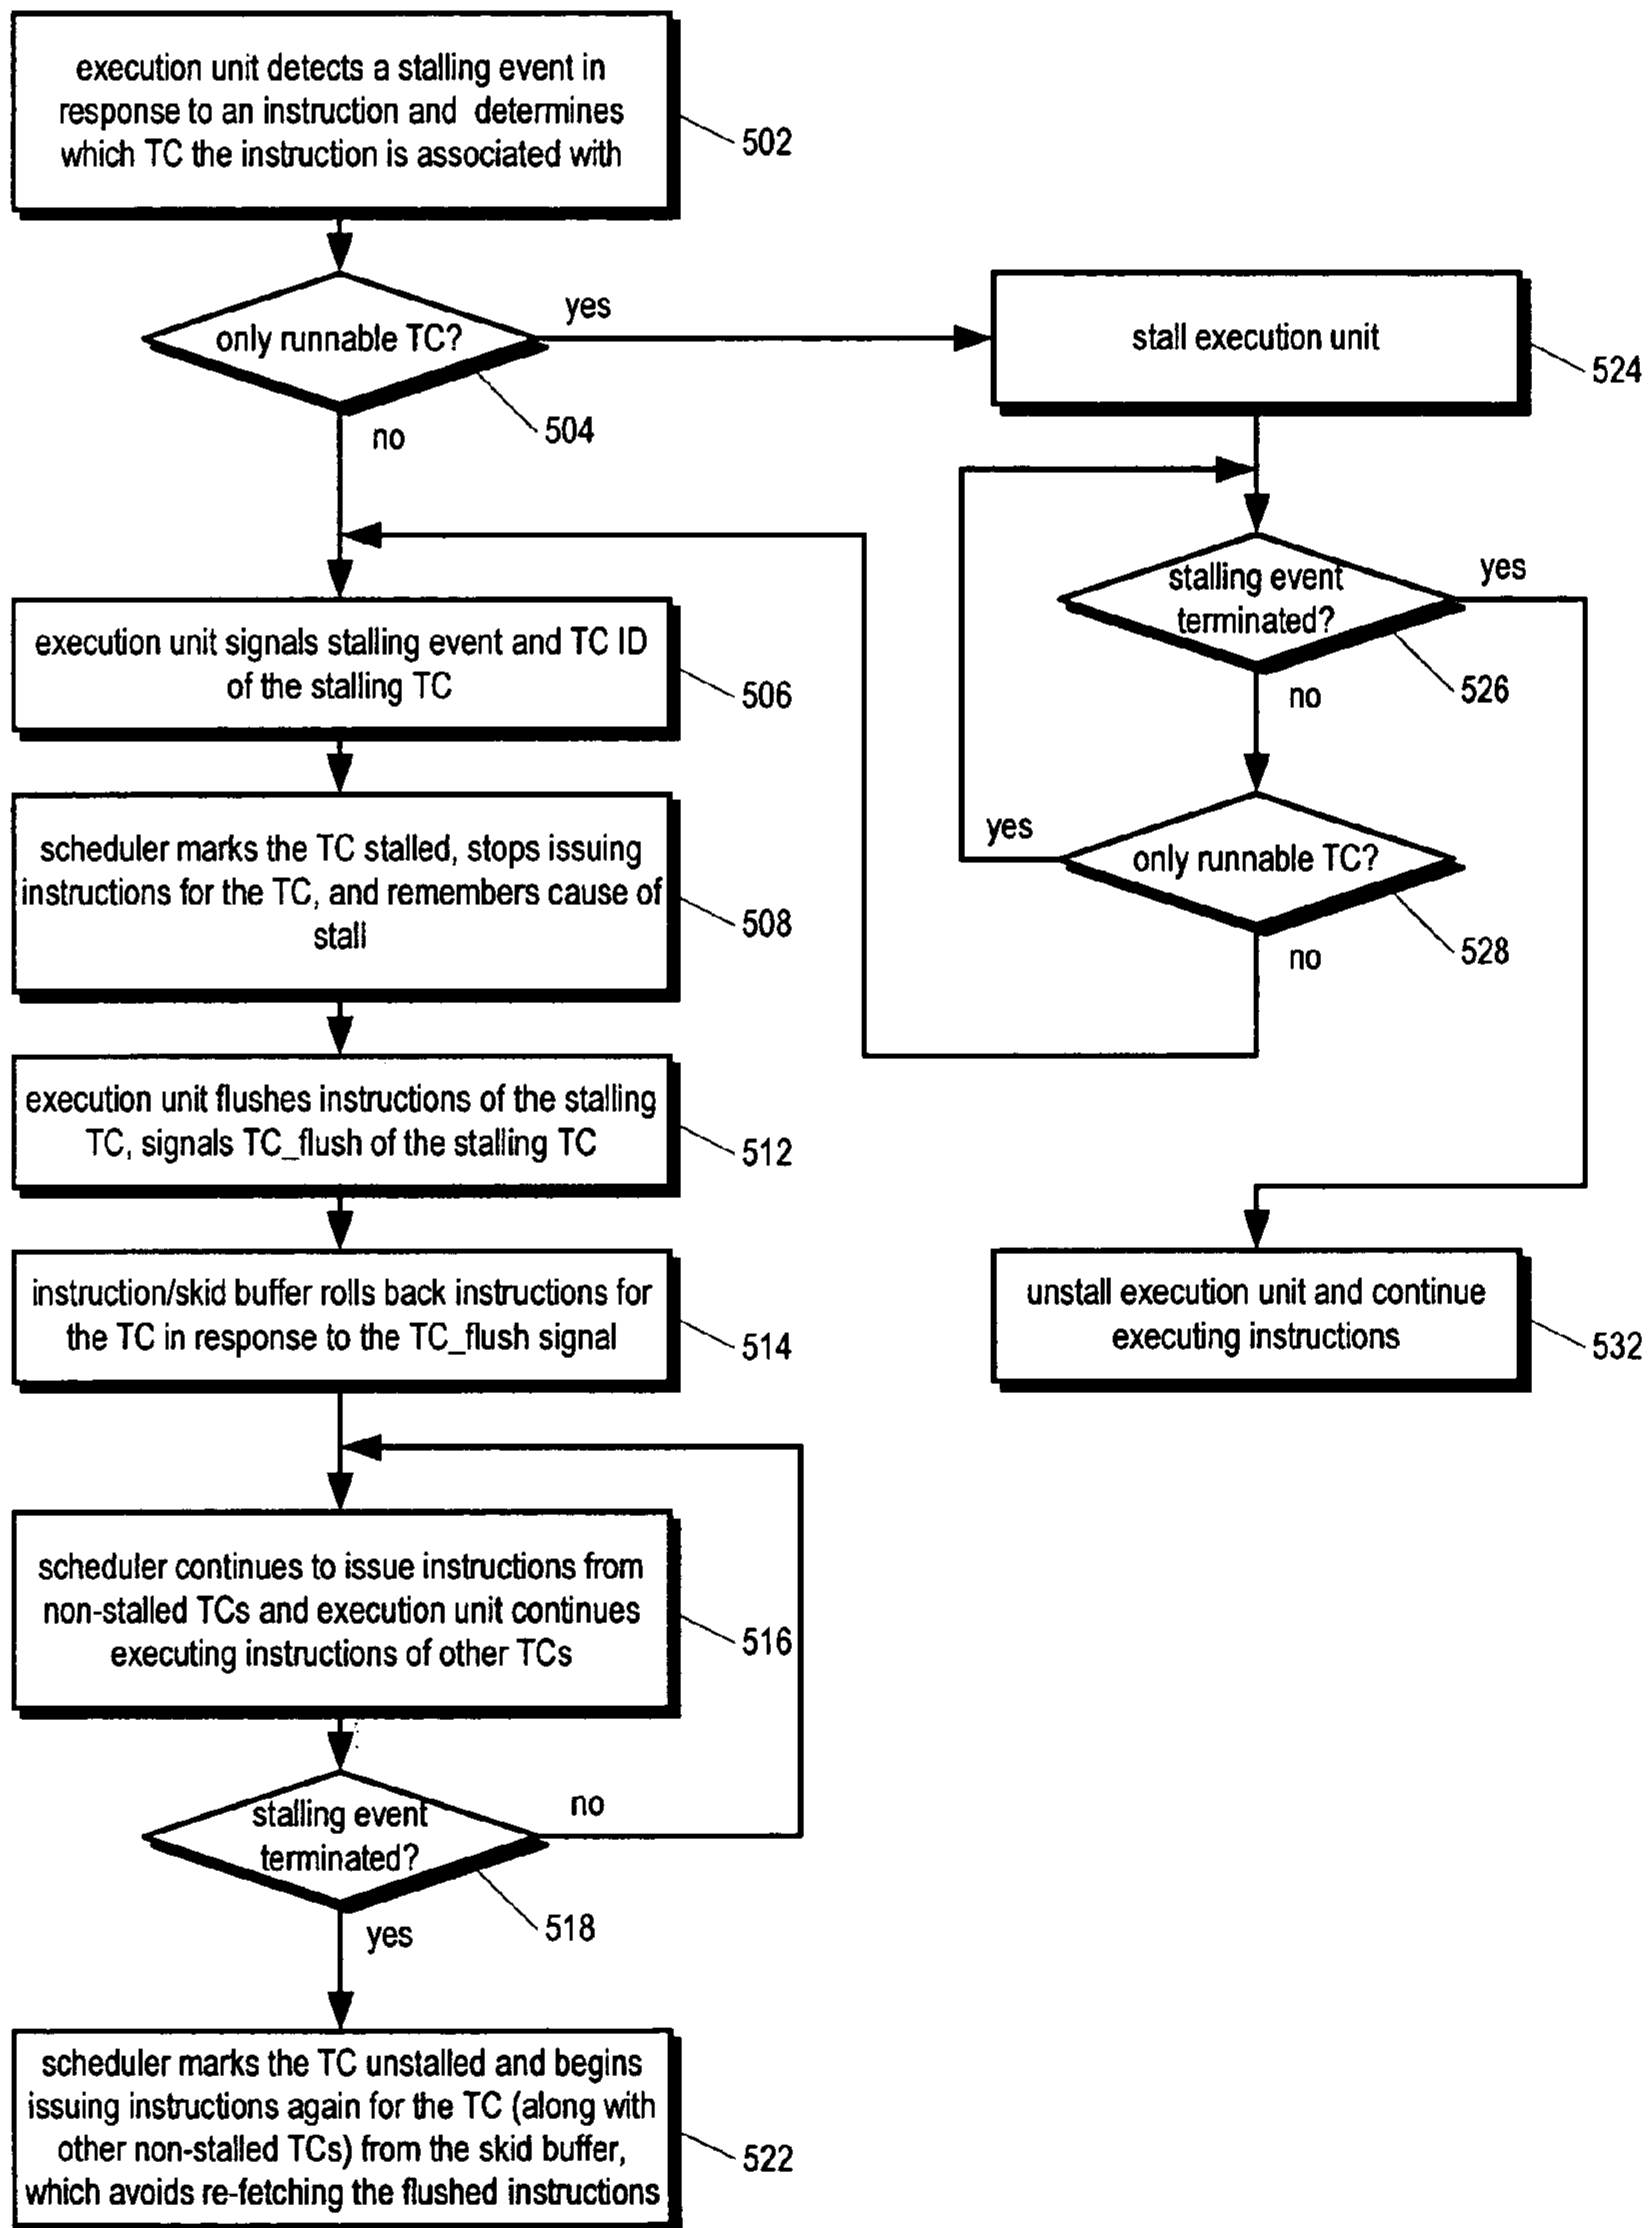 execution unit detects a stalling event in
response to an instruction and determines
which TC the instruction is associated with
502
only runnable TC?
yes
504
no
stall execution unit
524
stalling event
terminated?
yes
526
no
only runnable TC?
yes
528
no
execution unit signals stalling event and TC ID
of the stalling TC
506
scheduler marks the TC stalled, stops issuing
instructions for the TC, and remembers cause of
stall
508
execution unit flushes instructions of the stalling
TC, signals TC_flush of the stalling TC
512
instruction/skid buffer rolls back instructions for
the TC in response to the TC_flush signal
514
unstall execution unit and continue
executing instructions
532
scheduler continues to issue instructions from
non-stalled TCs and execution unit continues
executing instructions of other TCs
516
stalling event
terminated?
no
518
yes
scheduler marks the TC unstalled and begins
issuing instructions again for the TC (along with
other non-stalled TCs) from the skid buffer,
which avoids re-fetching the flushed instructions
522